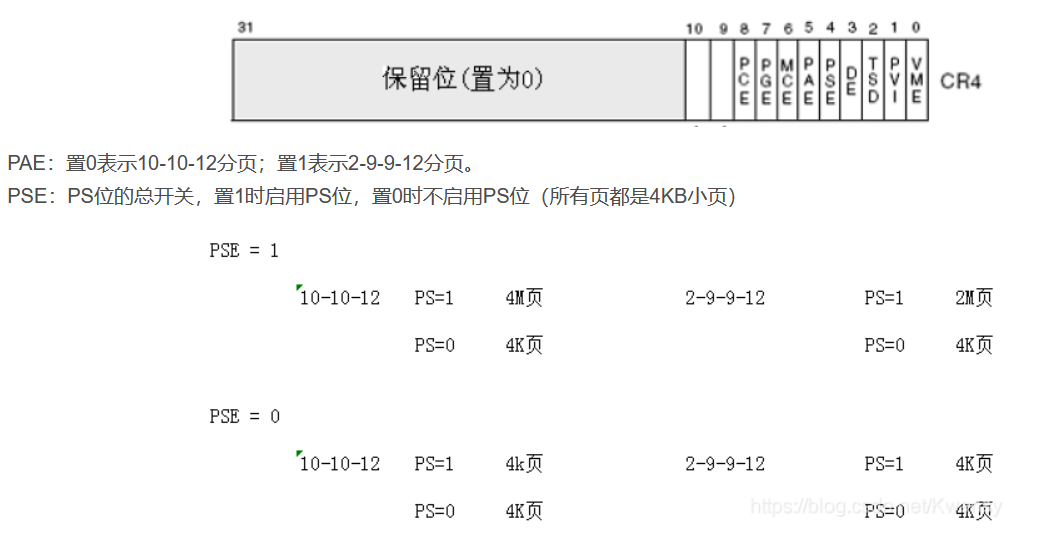 31 10 9 8 7 6 5 4 3 2 1 0
保留位(置为0) PCE PGE MCE PAE PSE DE TSD PVI VME CR4
PAE：置0表示10-10-12分页；置1表示2-9-9-12分页。
PSE：PS位的总开关，置1时启用PS位，置0时不启用PS位（所有页都是4KB小页）
PSE = 1
10-10-12 PS=1 4M页 2-9-9-12 PS=1 2M页
PS=0 4K页 PS=0 4K页
PSE = 0
10-10-12 PS=1 4k页 2-9-9-12 PS=1 4K页
PS=0 4K页 PS=0 4K页